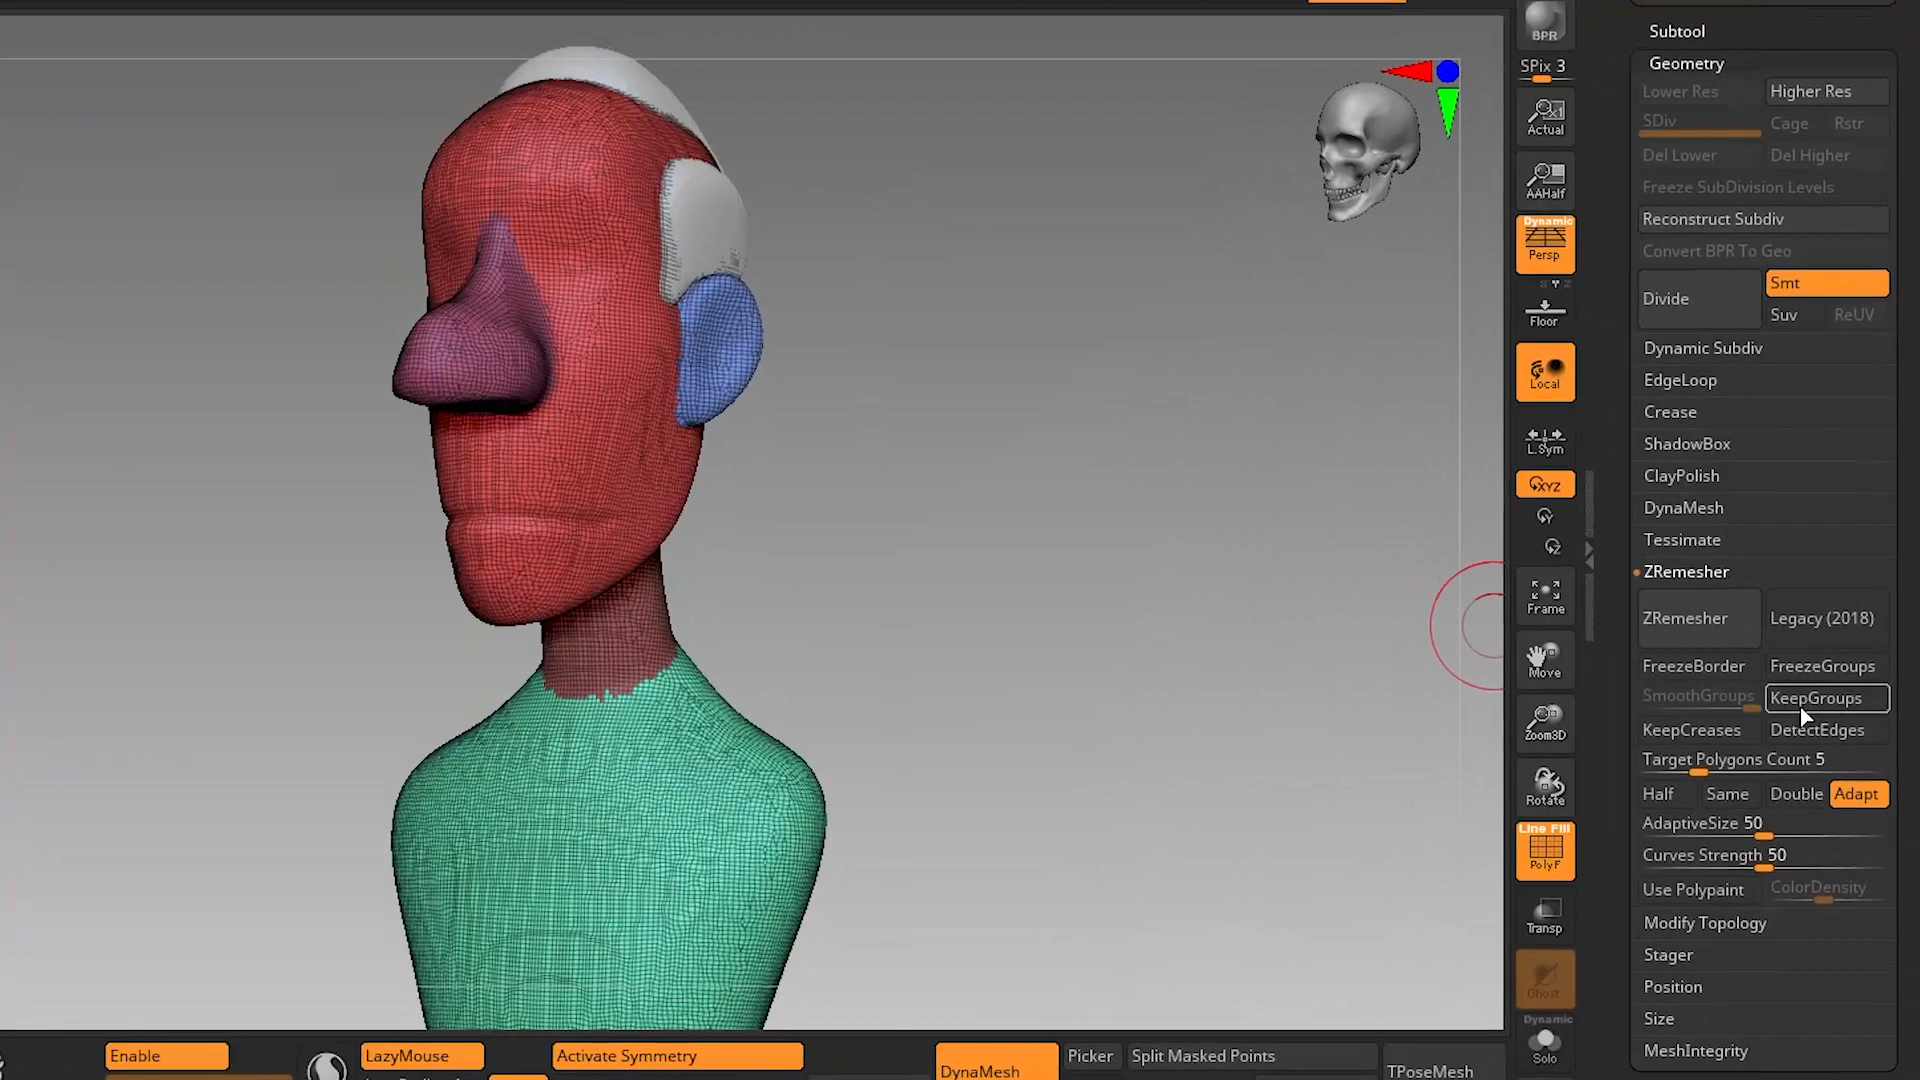 BPR
SPix 3
Actual
AAHalf
Dynamic
Persp
Floor
Local
L.Sym
XYZ
Y
Z
Frame
Move
Zoom3D
Rotate
Line Fill
PolyF
Transp
Ghost
Dynamic
Solo
Subtool
Geometry
Lower Res Higher Res
SDiv Cage Rstr
Del Lower Del Higher
Freeze SubDivision Levels
Reconstruct Subdiv
Convert BPR To Geo
Divide Smt
Suv ReUV
Dynamic Subdiv
EdgeLoop
Crease
ShadowBox
ClayPolish
DynaMesh
Tessimate
ZRemesher
ZRemesher Legacy (2018)
FreezeBorder FreezeGroups
SmoothGroups KeepGroups
KeepCreases DetectEdges
Target Polygons Count 5
Half Same Double Adapt
AdaptiveSize 50
Curves Strength 50
Use Polypaint ColorDensity
Modify Topology
Stager
Position
Size
MeshIntegrity
Enable LazyMouse Activate Symmetry DynaMesh Picker Split Masked Points TPoseMesh